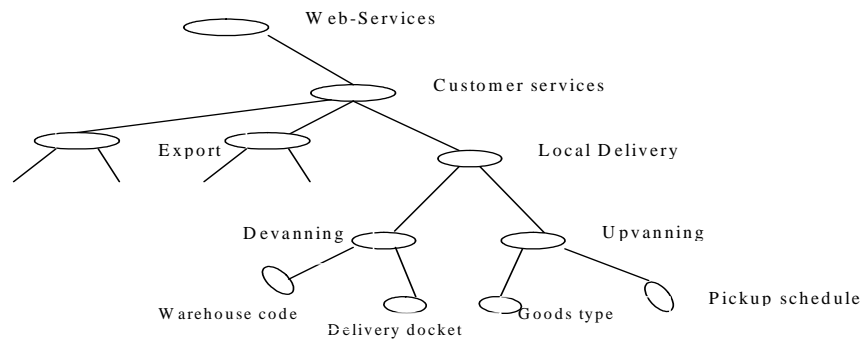 Web-Services
Customer services
Export
Local Delivery
Devanning
Upvanning
Warehouse code
Delivery docket
Goods type
Pickup schedule